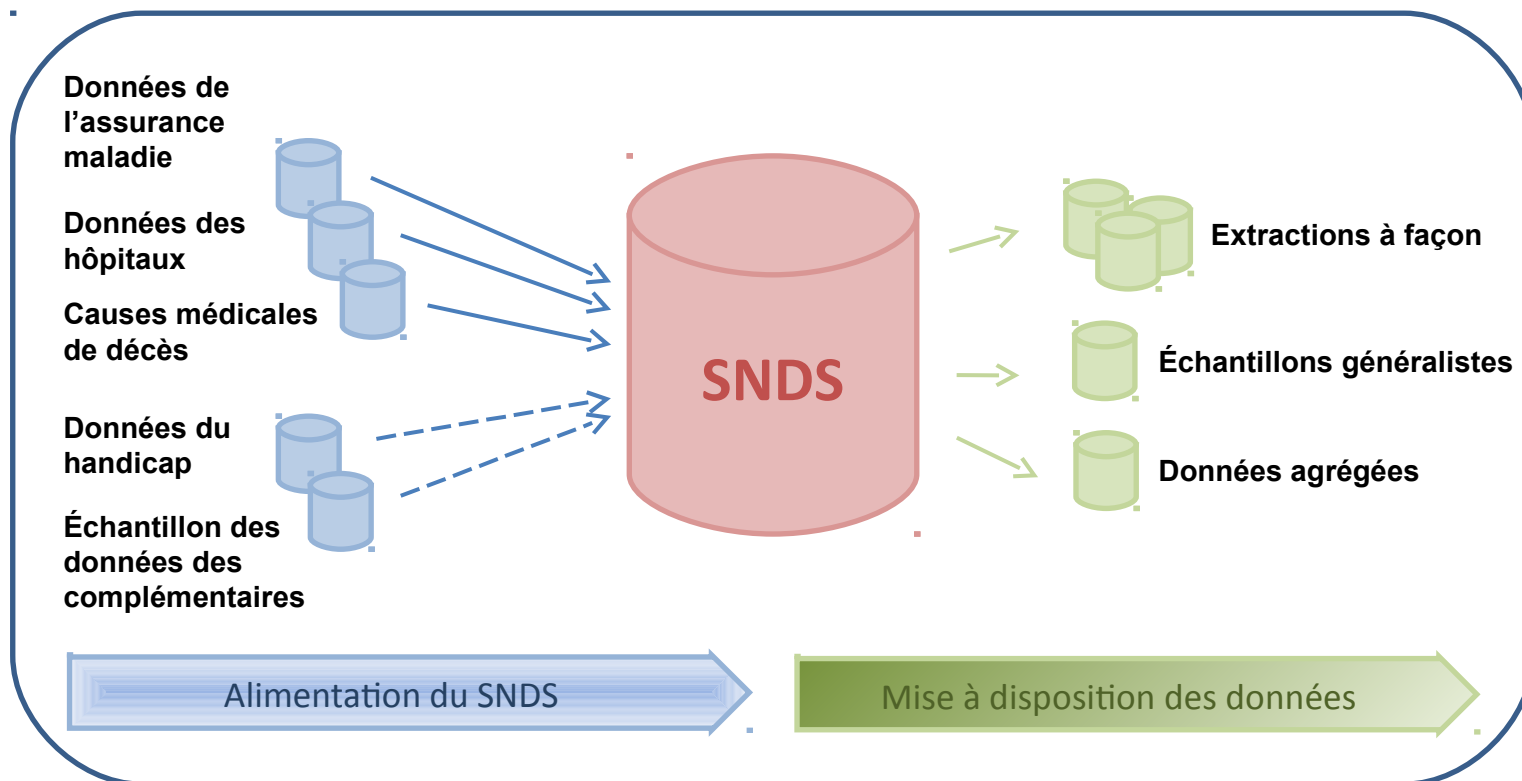 Données de
l’assurance
maladie
Données des
hôpitaux
Causes médicales
de décès
Données du
handicap
Échantillon des
données des
complémentaires
SNDS
Extractions à façon
Échantillons généralistes
Données agrégées
Alimentation du SNDS
Mise à disposition des données